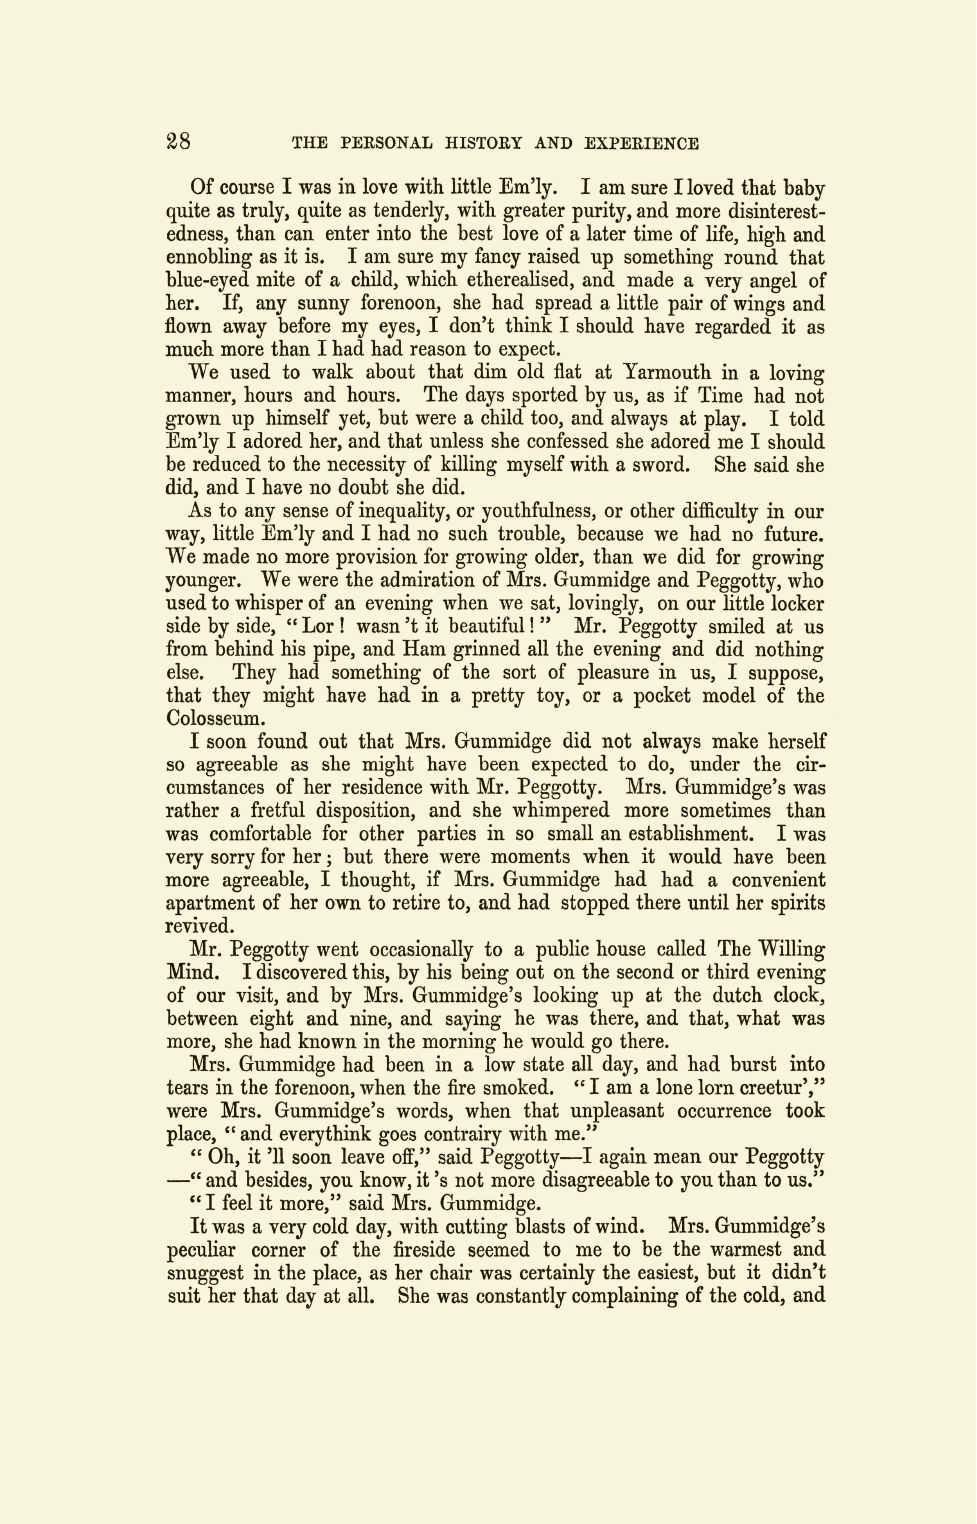 28 THE PERSONAL HISTORY AND EXPERIENCE
Of course I was in love with little Em'ly. I am sure I loved that baby
quite as truly, quite as tenderly, with greater purity, and more disinterest-
edness, than can enter into the best love of a later time of life, high and
ennobling as it is. I am sure my fancy raised up something round that
blue-eyed mite of a child, which etherealised, and made a very angel of
her. If, any sunny forenoon, she had spread a little pair of wings and
flown away before my eyes, I don't think I should have regarded it as
much more than I had had reason to expect.
We used to walk about that dim old flat at Yarmouth in a loving
manner, hours and hours. The days sported by us, as if Time had not
grown up himself yet, but were a child too, and always at play. I told
Em'ly I adored her, and that unless she confessed she adored me I should
be reduced to the necessity of killing myself with a sword. She said she
did, and I have no doubt she did.
As to any sense of inequality, or youthfulness, or other difficulty in our
way, little Em'ly and I had no such trouble, because we had no future.
We made no more provision for growing older, than we did for growing
younger. We were the admiration of Mrs. Gummidge and Peggotty, who
used to whisper of an evening when we sat, lovingly, on our little locker
side by side, "Lor! wasn't it beautiful!" Mr. Peggotty smiled at us
from behind his pipe, and Ham grinned all the evening and did nothing
else. They had something of the sort of pleasure in us, I suppose,
that they might have had in a pretty toy, or a pocket model of the
Colosseum.
I soon found out that Mrs. Gummidge did not always make herself
so agreeable as she might have been expected to do, under the cir-
cumstances of her residence with Mr. Peggotty. Mrs. Gummidge's was
rather a fretful disposition, and she whimpered more sometimes than
was comfortable for other parties in so small an establishment. I was
very sorry for her; but there were moments when it would have been
more agreeable, I thought, if Mrs. Gummidge had had a convenient
apartment of her own to retire to, and had stopped there until her spirits
revived.
Mr. Peggotty went occasionally to a public house called The Willing
Mind. I discovered this, by his being out on the second or third evening
of our visit, and by Mrs. Gummidge's looking up at the dutch clock,
between eight and nine, and saying he was there, and that, what was
more, she had known in the morning he would go there.
Mrs. Gummidge had been in a low state all day, and had burst into
tears in the forenoon, when the fire smoked. "I am a lone lorn creetur',"
were Mrs. Gummidge's words, when that unpleasant occurrence took
place, "and everythink goes contrairy with me."
"Oh, it 'll soon leave off," said Peggotty—I again mean our Peggotty
—"and besides, you know, it 's not more disagreeable to you than to us."
"I feel it more," said Mrs. Gummidge.
It was a very cold day, with cutting blasts of wind. Mrs. Gummidge's
peculiar corner of the fireside seemed to me to be the warmest and
snuggest in the place, as her chair was certainly the easiest, but it didn't
suit her that day at all. She was constantly complaining of the cold, and